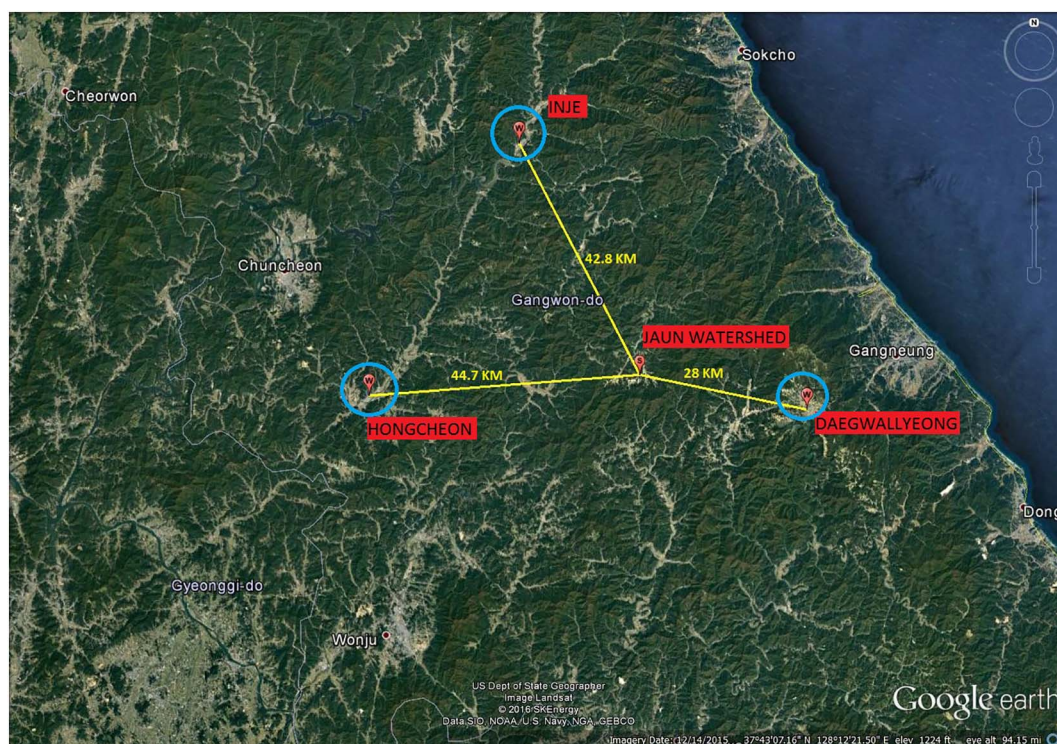 N
Sokcho
Cheorwon
INJE
W
42.8 KM
Chuncheon
Gangwon-do
JAUN WATERSHED
S
Gangneung
W
44.7 KM
28 KM
W
HONGCHEON
DAEGWALLYEONG
Dong
Gyeonggi-do
Wonju
US Dept of State Geographer
Image Landsat
© 2016 SKEnergy
Data SIO, NOAA, U.S. Navy, NGA, GEBCO
Google earth
Imagery Date: 12/14/2015 37°43'07.16" N 128°12'21.50" E elev 1224 ft eye alt 94.15 mi